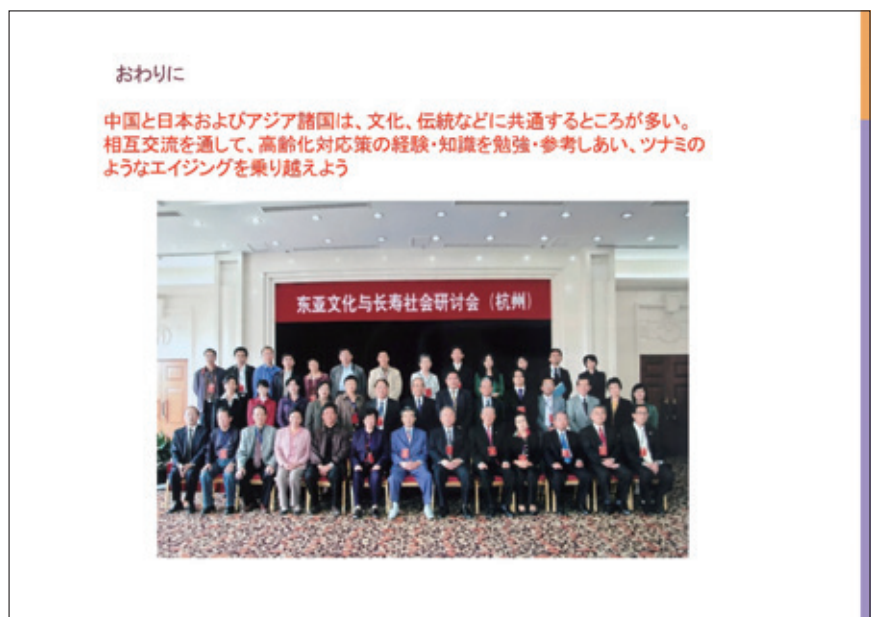 おわりに
中国と日本およびアジア諸国は、文化、伝統などに共通するところが多い。
相互交流を通して、高齢化対応策の経験・知識を勉強・参考しあい、ツナミの
ようなエイジングを乗り越えよう
东亚文化与长寿社会研讨会（杭州）